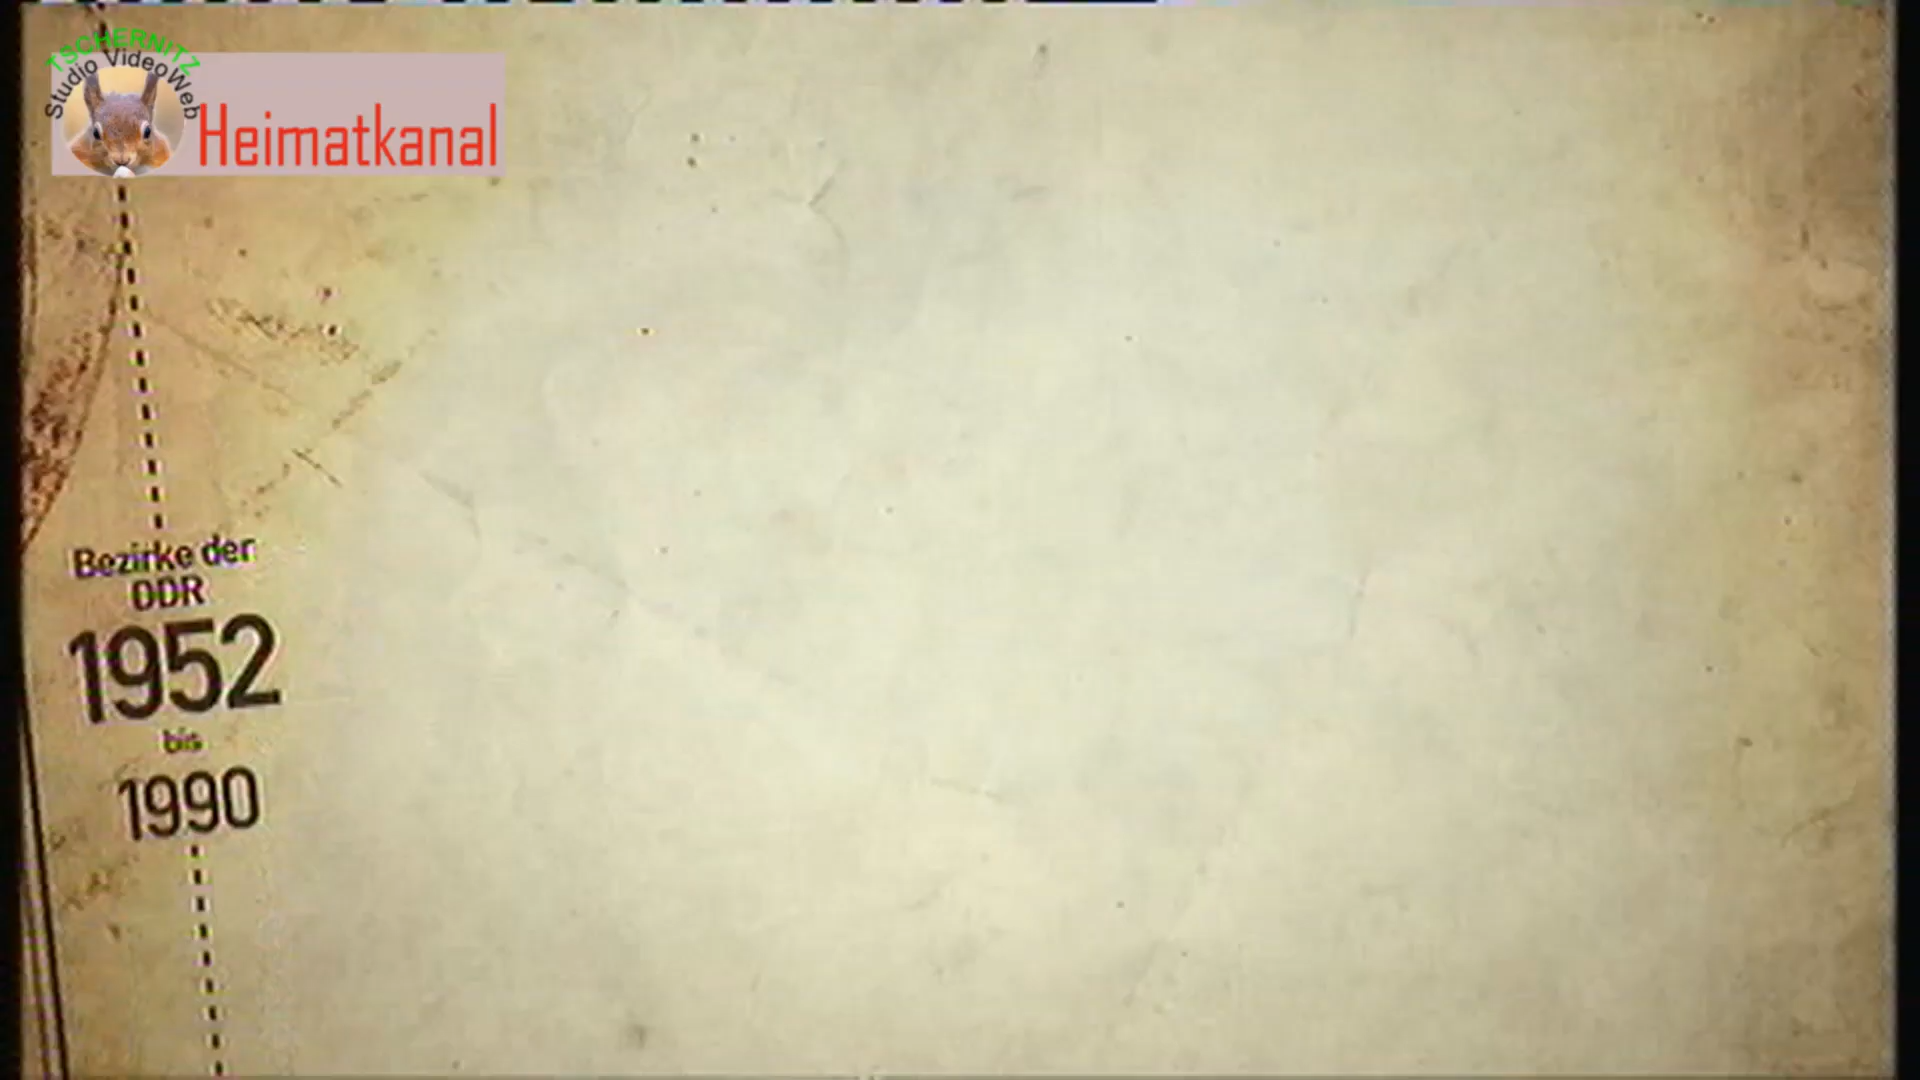 TSCHERNITZ
Studio VideoWeb
Heimatkanal
Bezirke der
DDR
1952
bis
1990